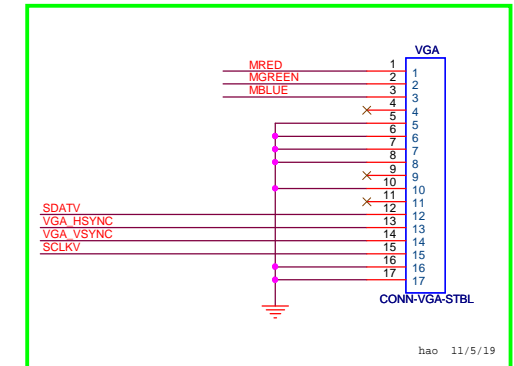 VGA
MRED 1 1
MGREEN 2 2
MBLUE 3 3
4 4
5 5
6 6
7 7
8 8
9 9
10 10
11 11
SDATV 12 12
VGA_HSYNC 13 13
VGA_VSYNC 14 14
SCLKV 15 15
16 16
17 17
CONN-VGA-STBL
hao 11/5/19